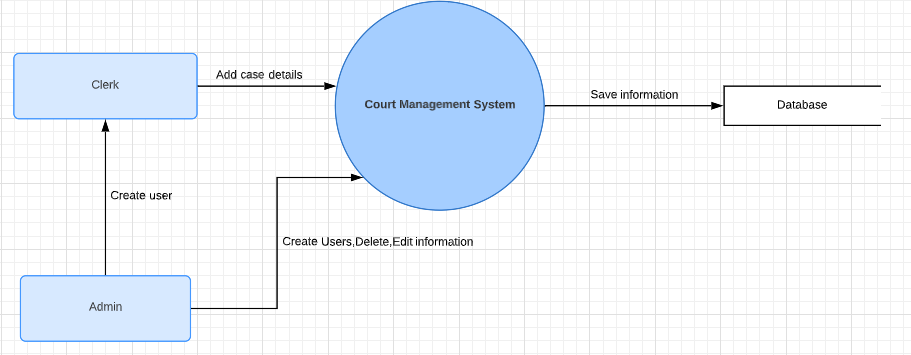 Clerk
Add case details
Court Management System
Save information
Database
Create user
Create Users,Delete,Edit information
Admin